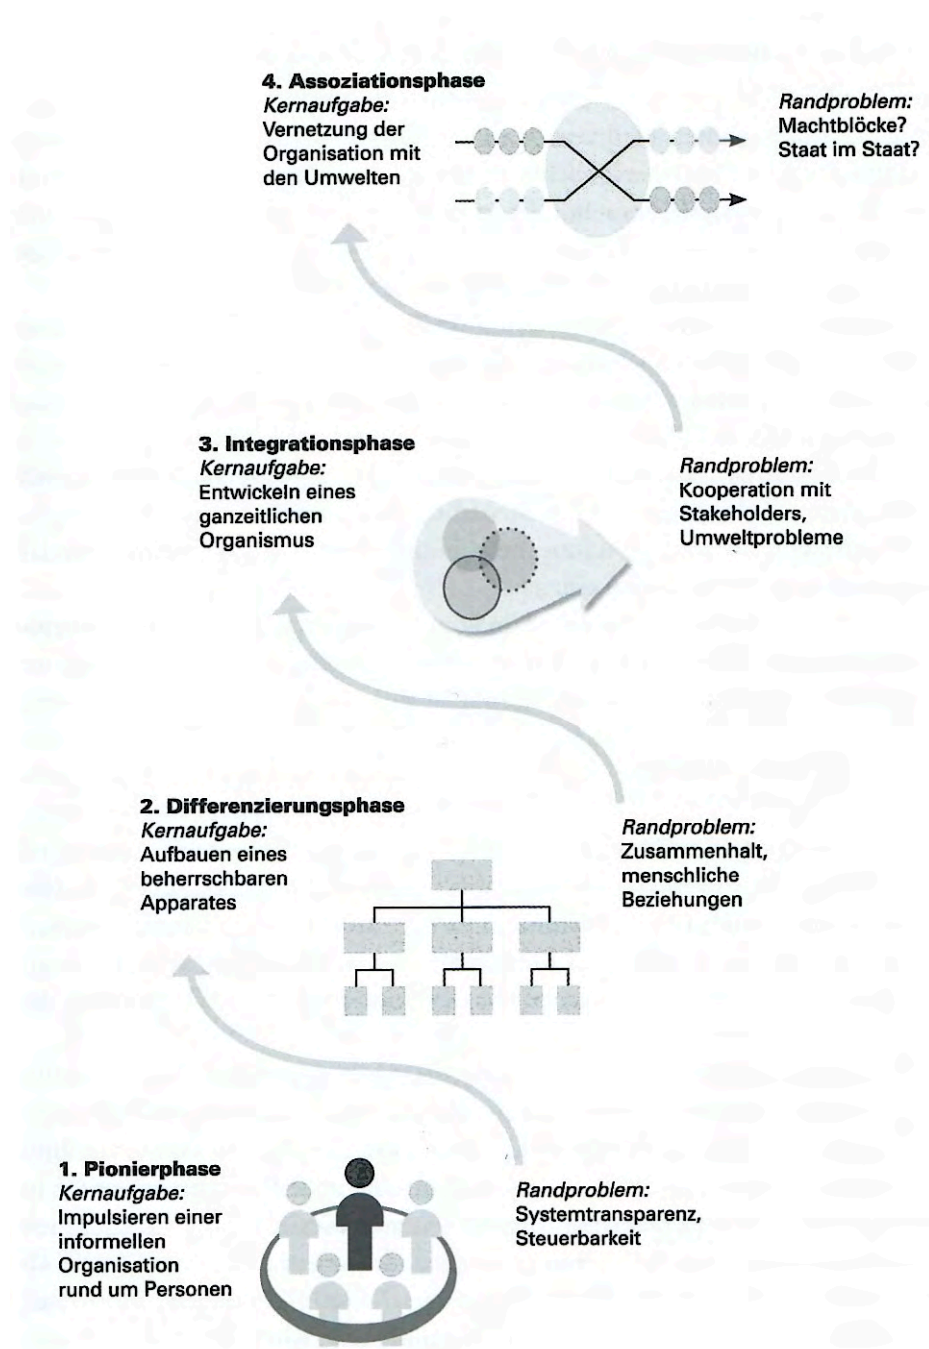 4. Assoziationsphase
Kernaufgabe:
Vernetzung der
Organisation mit
den Umwelten
Randproblem:
Machtblöcke?
Staat im Staat?
3. Integrationsphase
Kernaufgabe:
Entwickeln eines
ganzeitlichen
Organismus
Randproblem:
Kooperation mit
Stakeholders,
Umweltprobleme
2. Differenzierungsphase
Kernaufgabe:
Aufbauen eines
beherrschbaren
Apparates
Randproblem:
Zusammenhalt,
menschliche
Beziehungen
1. Pionierphase
Kernaufgabe:
Impulsieren einer
informellen
Organisation
rund um Personen
Randproblem:
Systemtransparenz,
Steuerbarkeit